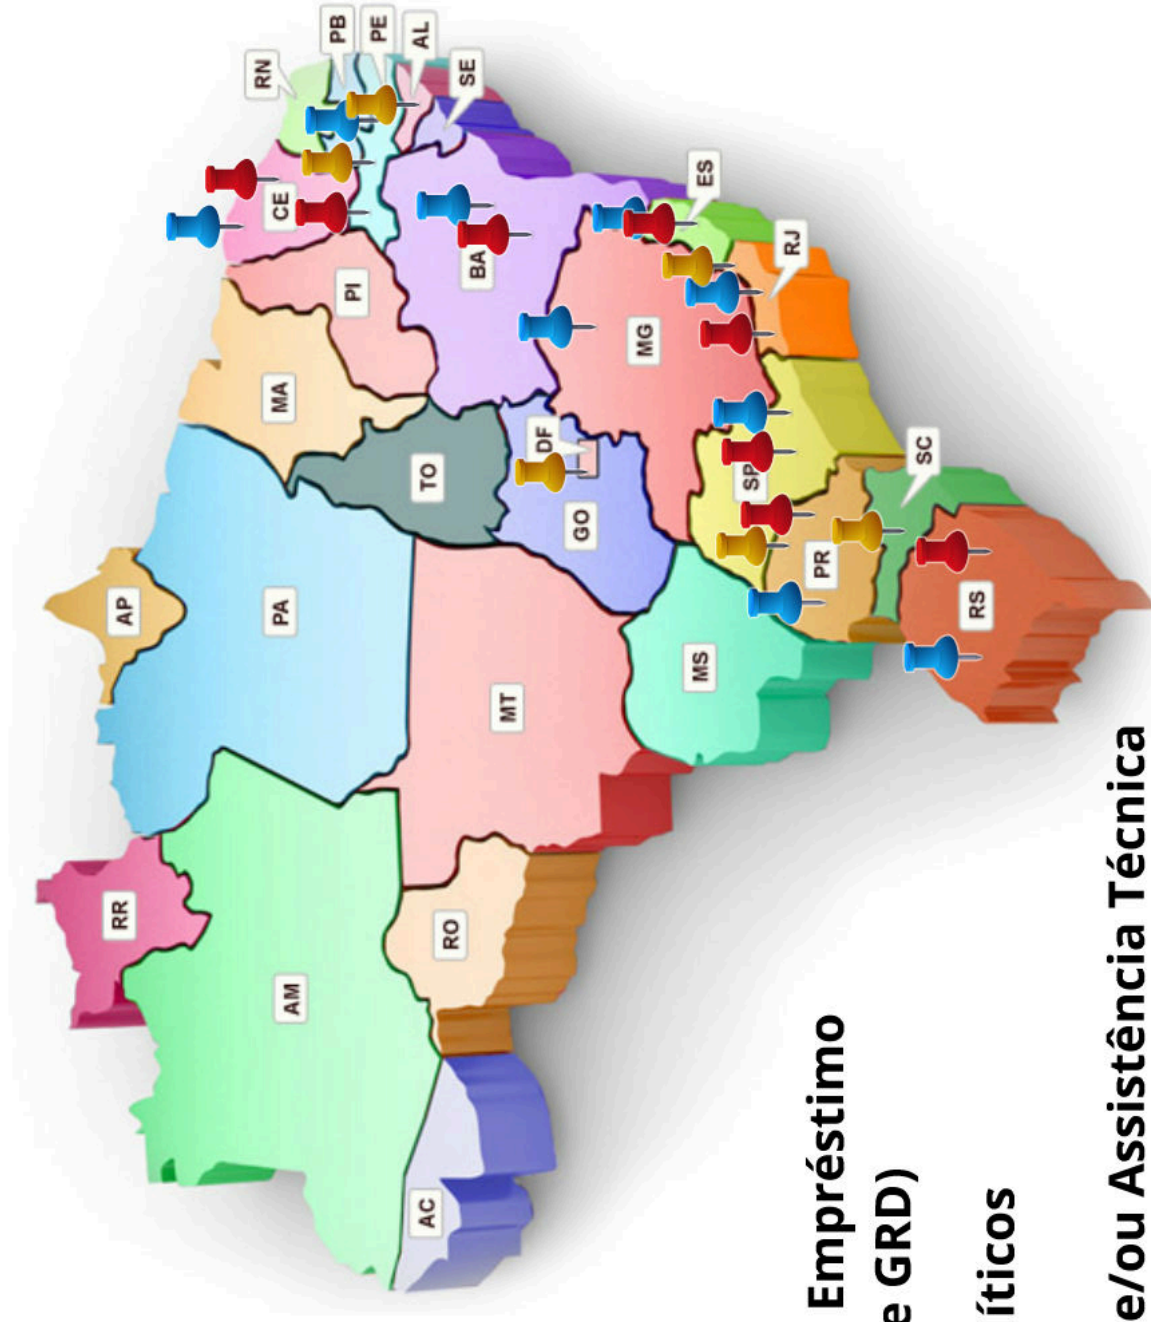 RR
AP
RN
AM
PA
MA
CE
PB
PI
PE
AL
AC
TO
RO
SE
BA
MT
DF
GO
MG
MS
ES
SP
RJ
PR
Empréstimo
e GRD)
SC
RS
íticos
e/ou Assistência Técnica